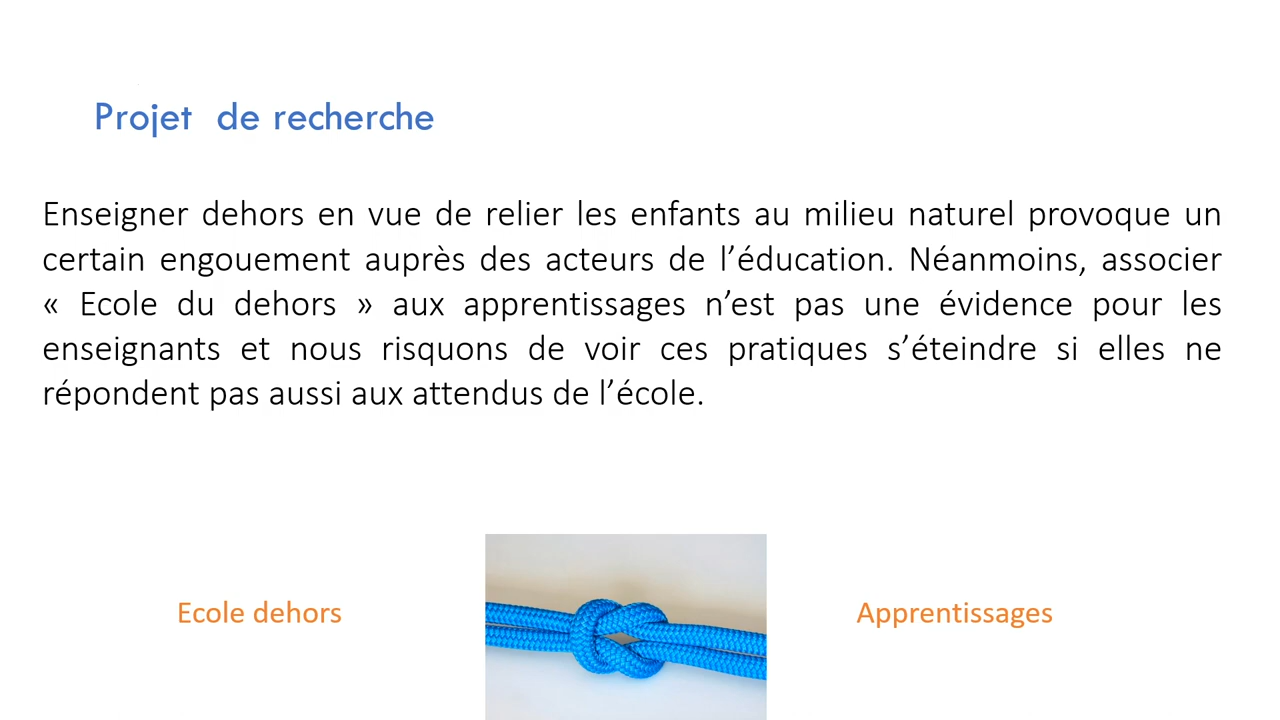 Projet de recherche
Enseigner dehors en vue de relier les enfants au milieu naturel provoque un
certain engouement auprès des acteurs de l’éducation. Néanmoins, associer
« Ecole du dehors » aux apprentissages n’est pas une évidence pour les
enseignants et nous risquons de voir ces pratiques s’éteindre si elles ne
répondent pas aussi aux attendus de l’école.
Ecole dehors
Apprentissages